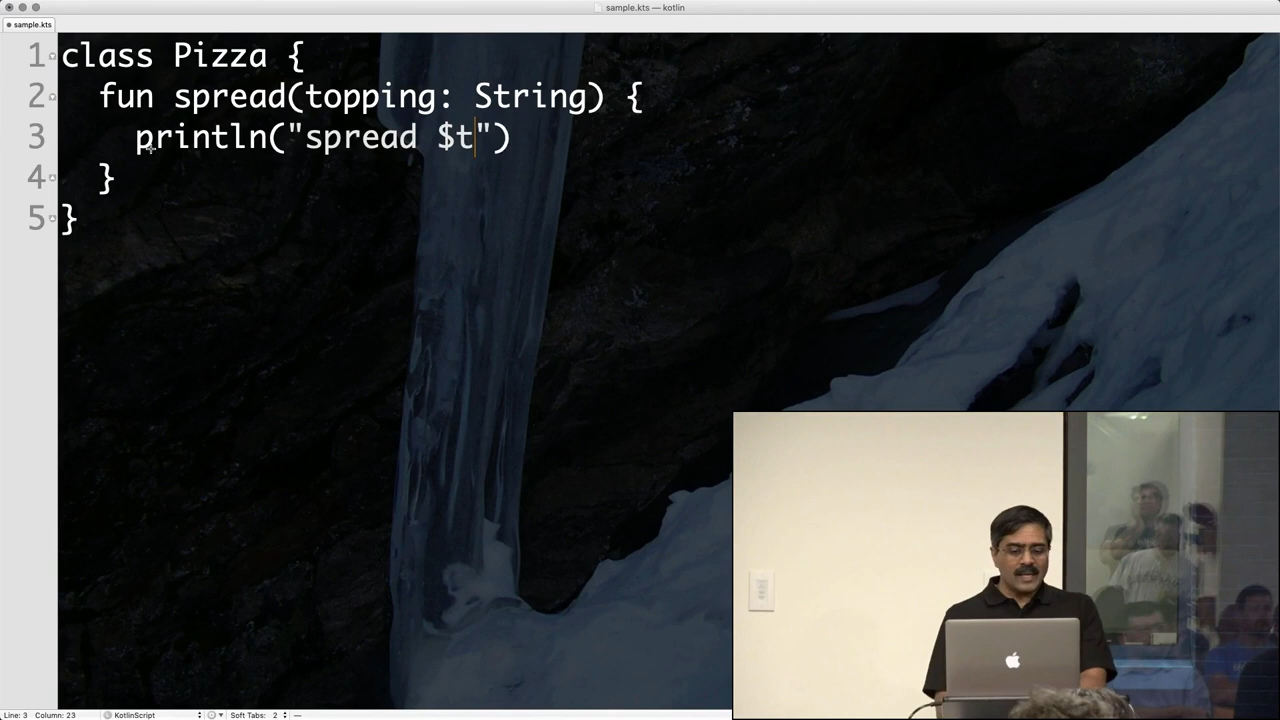 sample.kts — kotlin
sample.kts
1 class Pizza {
2 fun spread(topping: String) {
3 println("spread $t")
4 }
5 }
Line: 3 Column: 23 KotlinScript Soft Tabs: 2 —